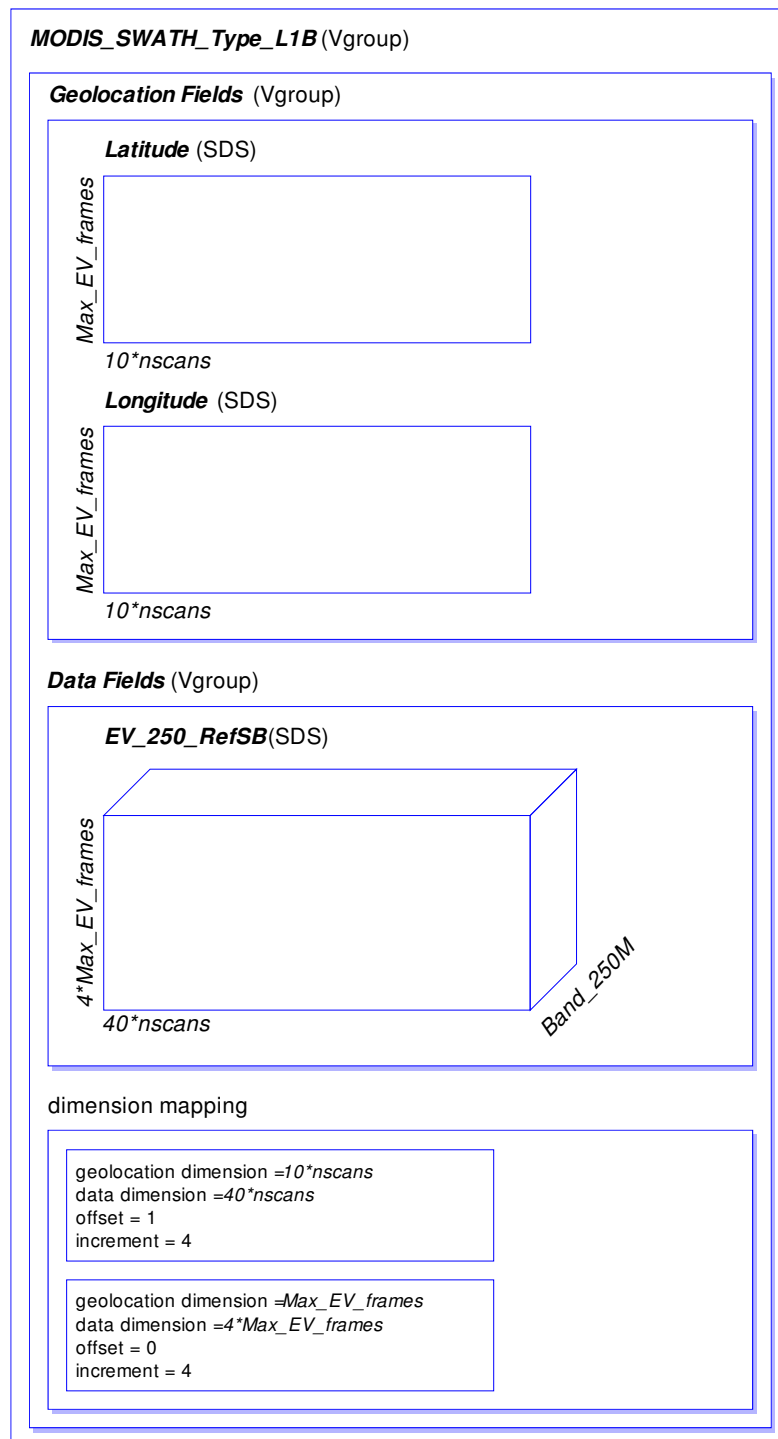 MODIS_SWATH_Type_L1B (Vgroup)
Geolocation Fields (Vgroup)
Latitude (SDS)
Max_EV_frames
10*nscans
Longitude (SDS)
Max_EV_frames
10*nscans
Data Fields (Vgroup)
EV_250_RefSB(SDS)
4*Max_EV_frames
40*nscans
Band_250M
dimension mapping
geolocation dimension =10*nscans
data dimension =40*nscans
offset = 1
increment = 4
geolocation dimension =Max_EV_frames
data dimension =4*Max_EV_frames
offset = 0
increment = 4